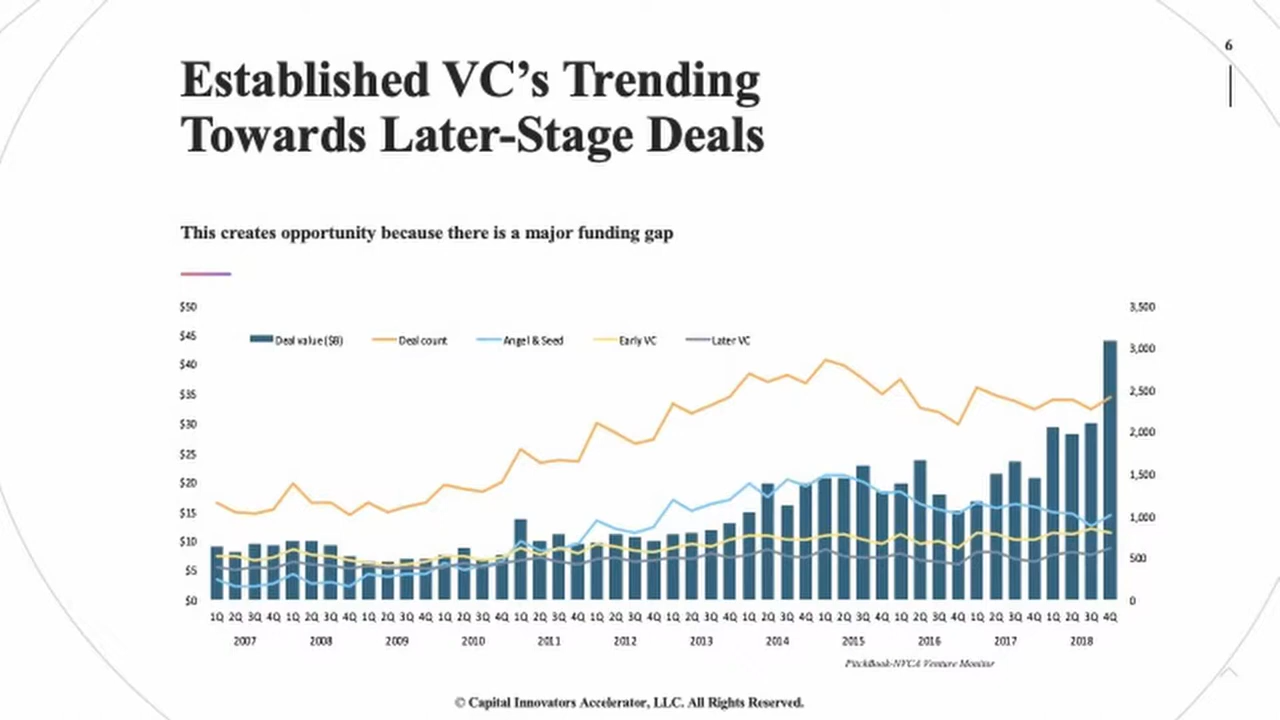 6
Established VC’s Trending
Towards Later-Stage Deals
This creates opportunity because there is a major funding gap
$50
$45
$40
$35
$30
$25
$20
$15
$10
$5
$0
Deal value ($B) Deal count Angel & Seed Early VC Later VC
3,500
3,000
2,500
2,000
1,500
1,000
500
0
1Q 2Q 3Q 4Q 1Q 2Q 3Q 4Q 1Q 2Q 3Q 4Q 1Q 2Q 3Q 4Q 1Q 2Q 3Q 4Q 1Q 2Q 3Q 4Q 1Q 2Q 3Q 4Q 1Q 2Q 3Q 4Q 1Q 2Q 3Q 4Q 1Q 2Q 3Q 4Q 1Q 2Q 3Q 4Q 1Q 2Q 3Q 4Q
2007 2008 2009 2010 2011 2012 2013 2014 2015 2016 2017 2018
PitchBook-NVCA Venture Monitor
© Capital Innovators Accelerator, LLC. All Rights Reserved.